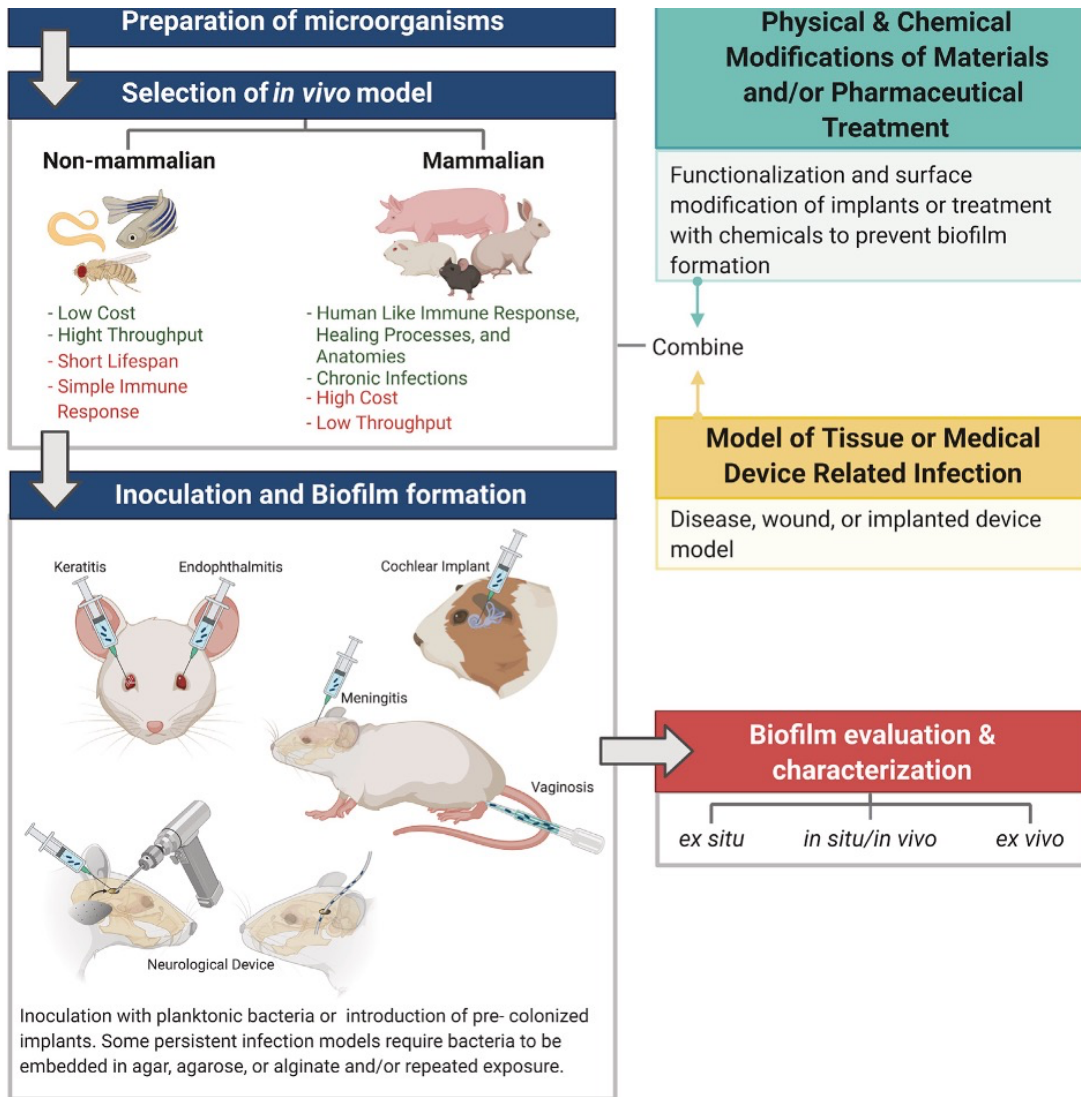 Preparation of microorganisms
Selection of in vivo model
Non-mammalian
Mammalian
- Low Cost
- Hight Throughput
- Short Lifespan
- Simple Immune
Response
- Human Like Immune Response,
Healing Processes, and
Anatomies
- Chronic Infections
- High Cost
- Low Throughput
Physical & Chemical
Modifications of Materials
and/or Pharmaceutical
Treatment
Functionalization and surface
modification of implants or treatment
with chemicals to prevent biofilm
formation
Combine
Model of Tissue or Medical
Device Related Infection
Disease, wound, or implanted device
model
Inoculation and Biofilm formation
Keratitis
Endophthalmitis
Cochlear Implant
Meningitis
Vaginosis
Neurological Device
Inoculation with planktonic bacteria or introduction of pre- colonized
implants. Some persistent infection models require bacteria to be
embedded in agar, agarose, or alginate and/or repeated exposure.
Biofilm evaluation &
characterization
ex situ
in situ/in vivo
ex vivo